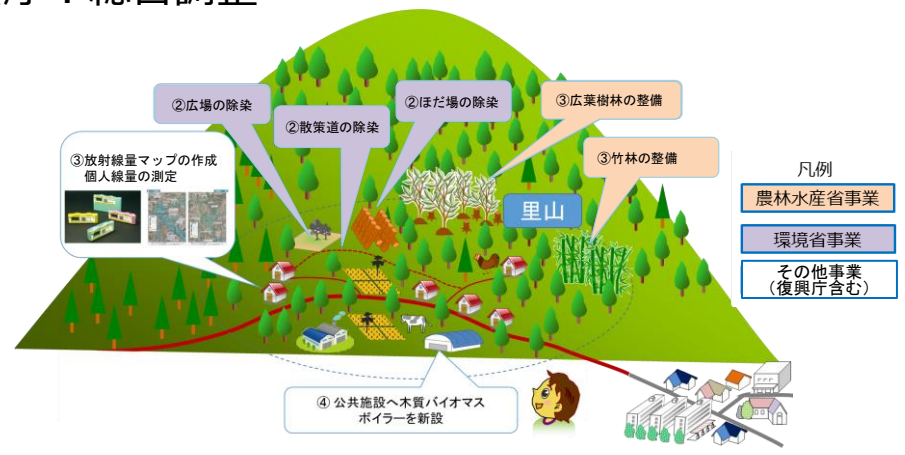 ②広場の除染
②散策道の除染
②ほだ場の除染
③広葉樹林の整備
③竹林の整備
③放射線量マップの作成
個人線量の測定
里山
④ 公共施設へ木質バイオマス
ボイラーを新設
凡例
農林水産省事業
環境省事業
その他事業
(復興庁含む)